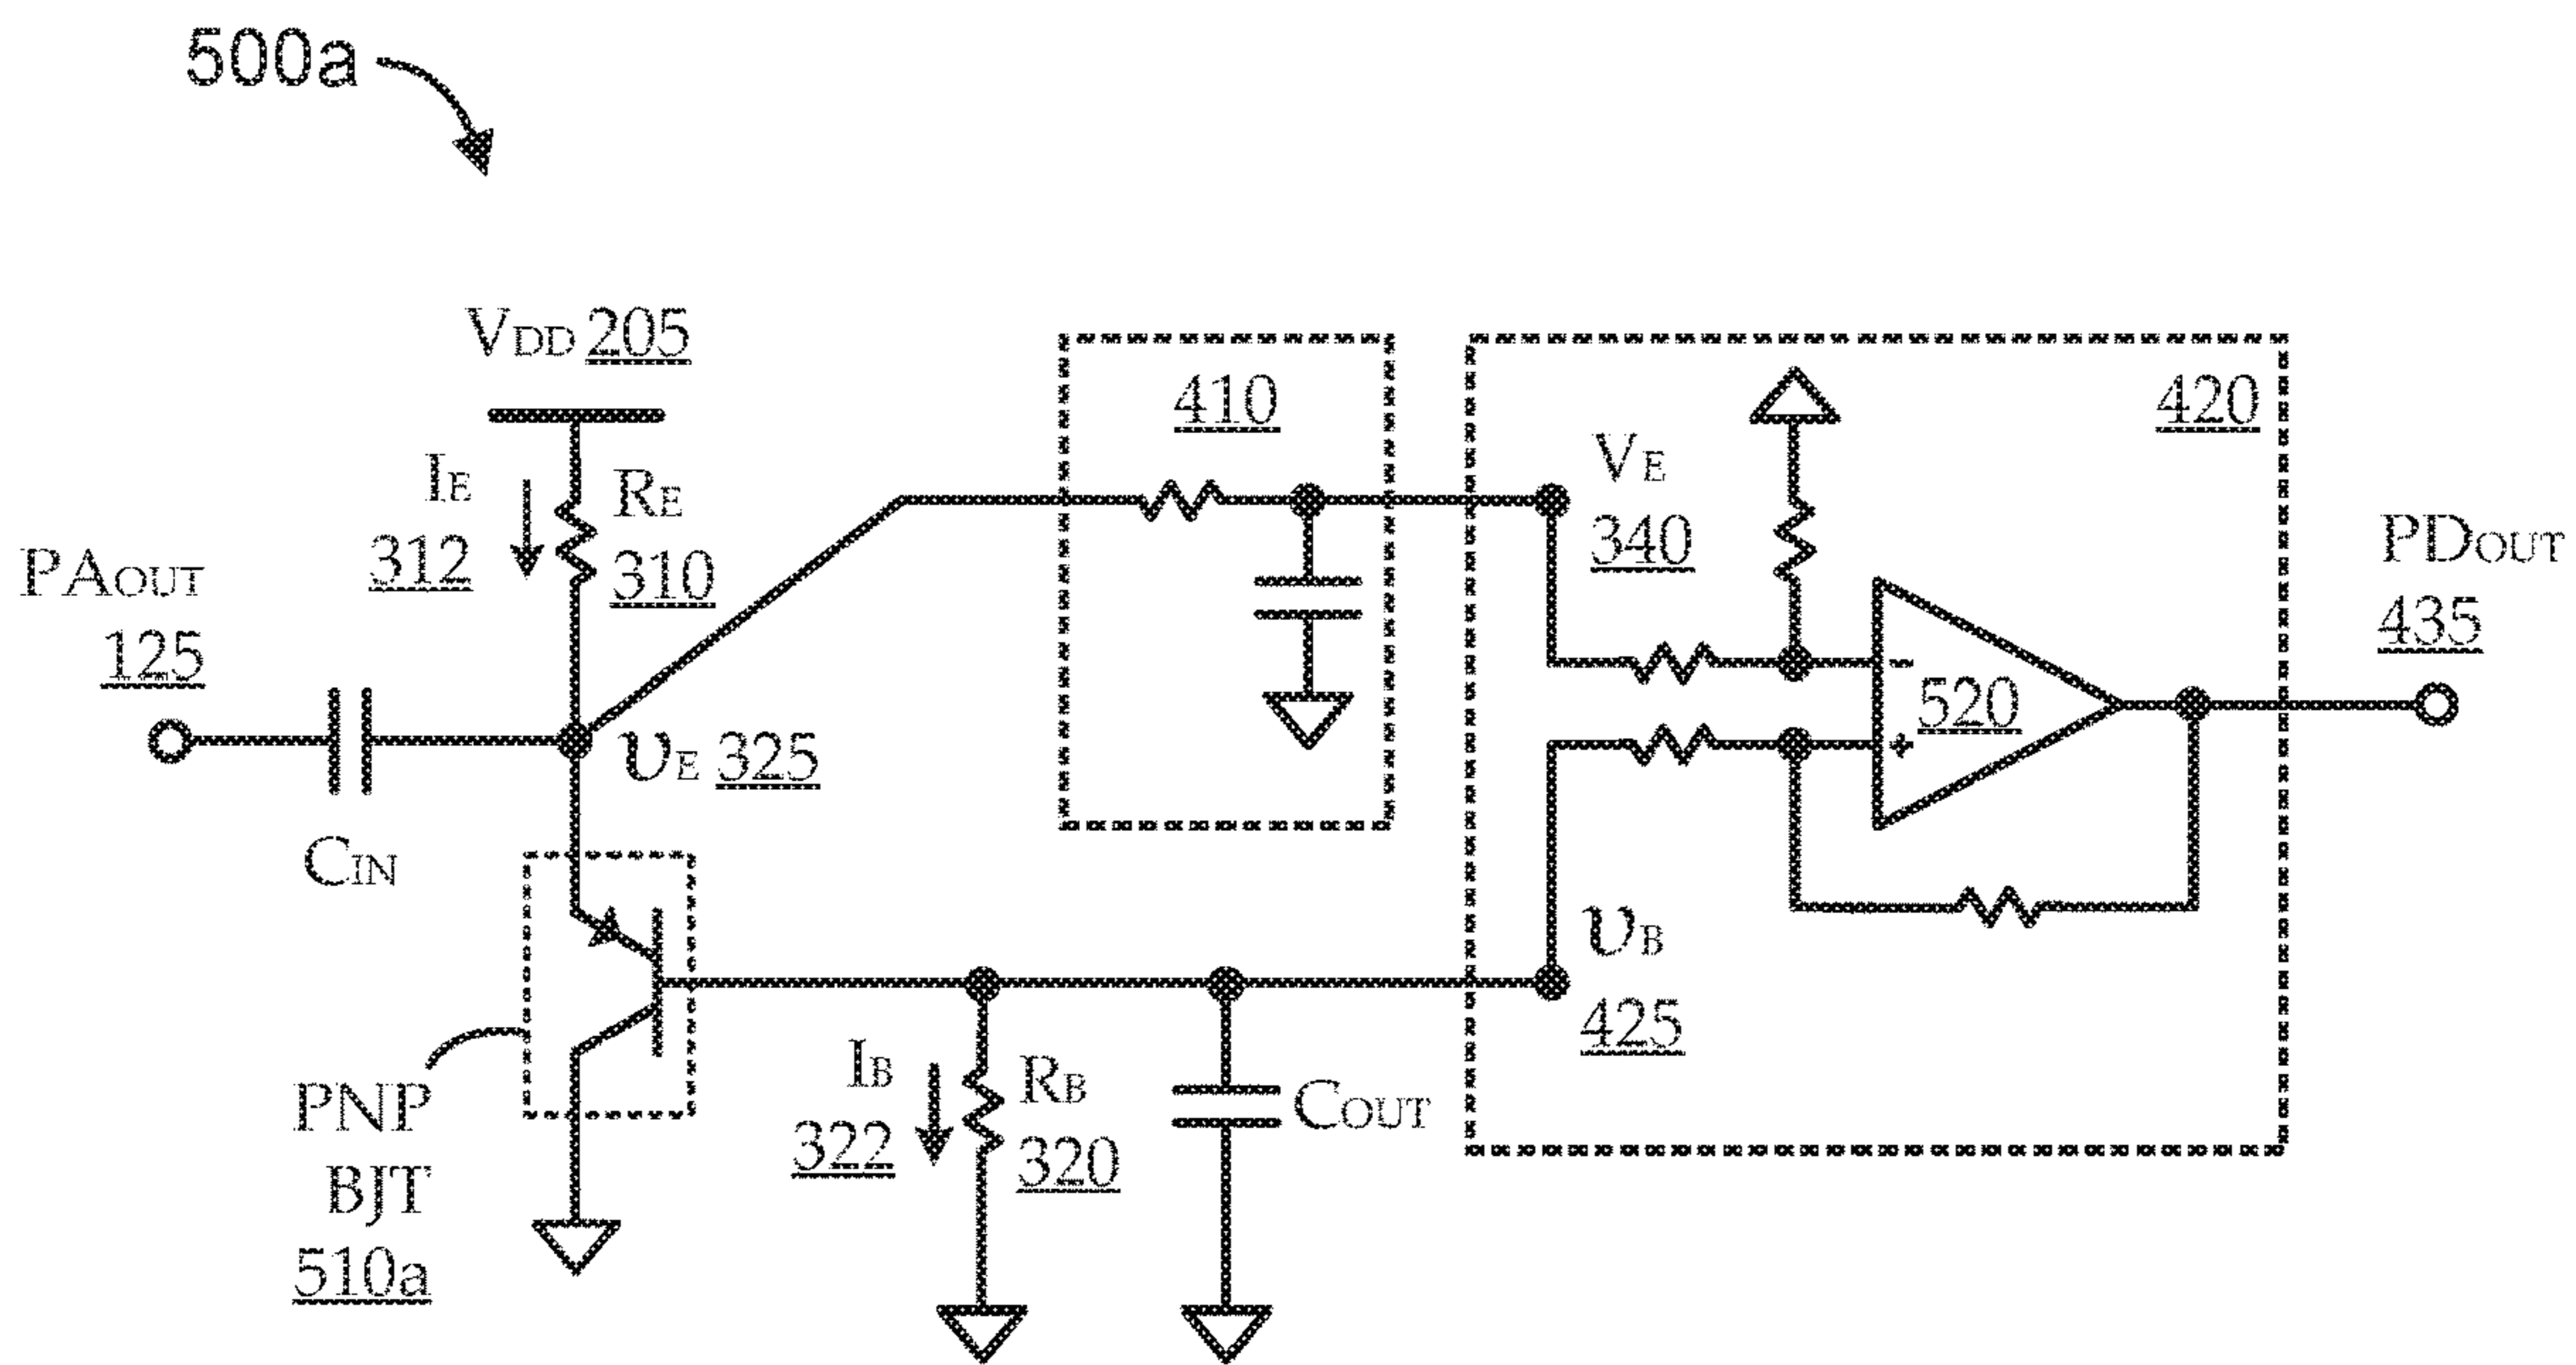 500a
VDD 205
IE
312
RE
310
PAOUT
125
CIN
υE 325
410
420
VE
340
-
520
+
PDOUT
435
υB
425
PNP
BJT
510a
IB
322
RB
320
COUT